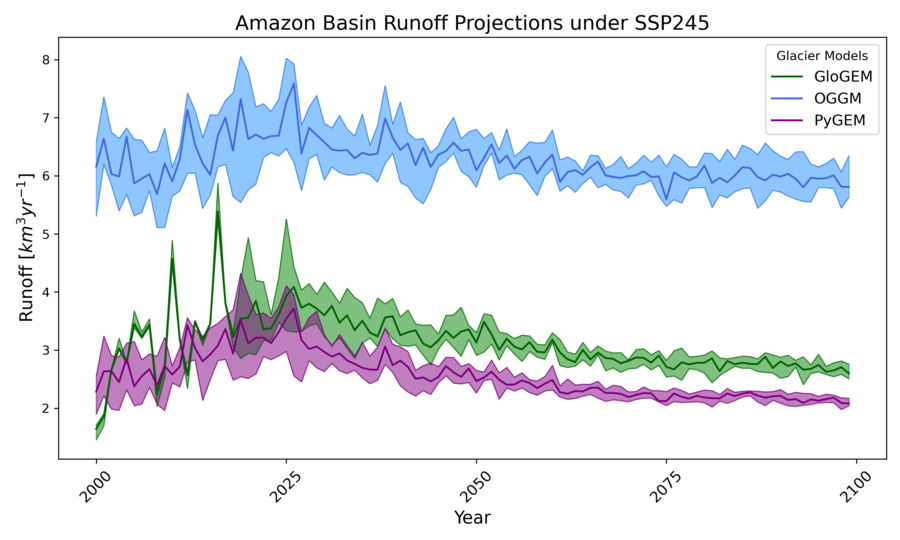 Amazon Basin Runoff Projections under SSP245
Glacier Models
GloGEM
OGGM
PyGEM
Runoff [km³yr⁻¹]
8
7
6
5
4
3
2
2000
2025
2050
2075
2100
Year